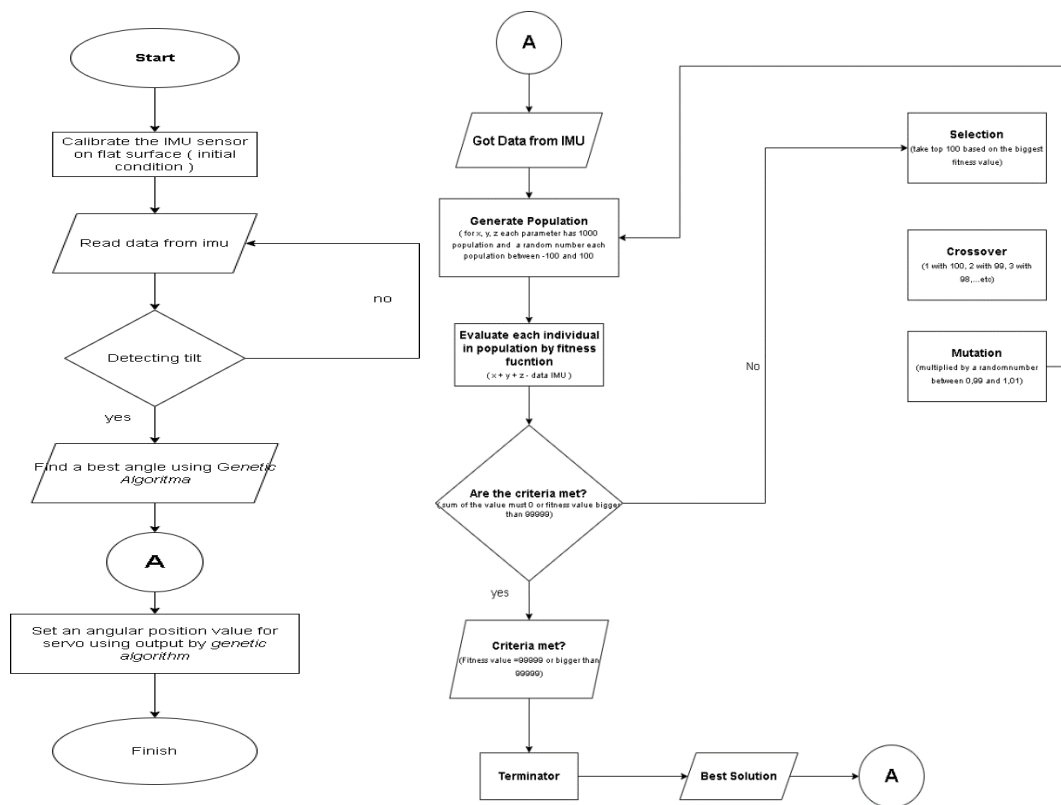 Start
Calibrate the IMU sensor
on flat surface ( initial
condition )
Read data from imu
no
Detecting tilt
yes
Find a best angle using Genetic
Algoritma
A
Set an angular position value for
servo using output by genetic
algorithm
Finish
A
Got Data from IMU
Generate Population
( for x, y, z each parameter has 1000
population and a random number each
population between -100 and 100
Evaluate each individual
in population by fitness
fucntion
( x + y + z - data IMU )
No
Are the criteria met?
( sum of the value must 0 or fitness value bigger
than 99999)
yes
Criteria met?
(Fitness value =99999 or bigger than
99999)
Terminator
Best Solution
A
Selection
(take top 100 based on the biggest
fitness value)
Crossover
(1 with 100, 2 with 99, 3 with
98,...etc)
Mutation
(multiplied by a randomnumber
between 0,99 and 1,01)